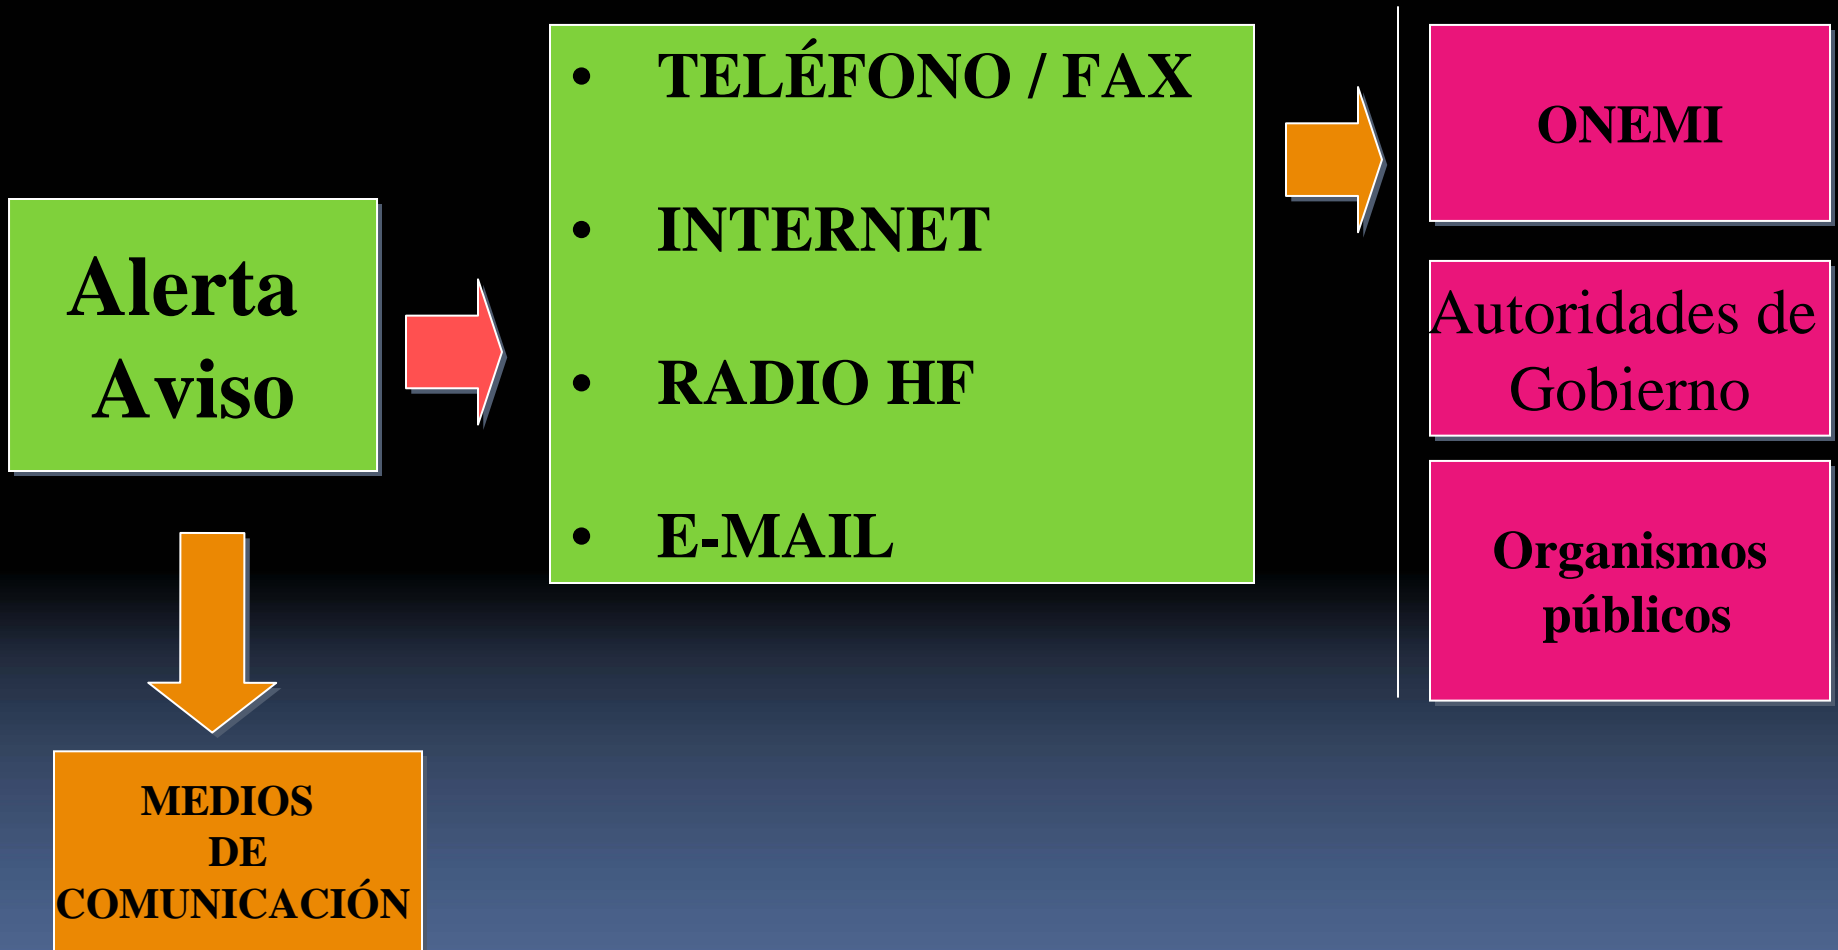 Alerta
Aviso
• TELÉFONO / FAX
• INTERNET
• RADIO HF
• E-MAIL
ONEMI
Autoridades de
Gobierno
Organismos
públicos
MEDIOS
DE
COMUNICACIÓN